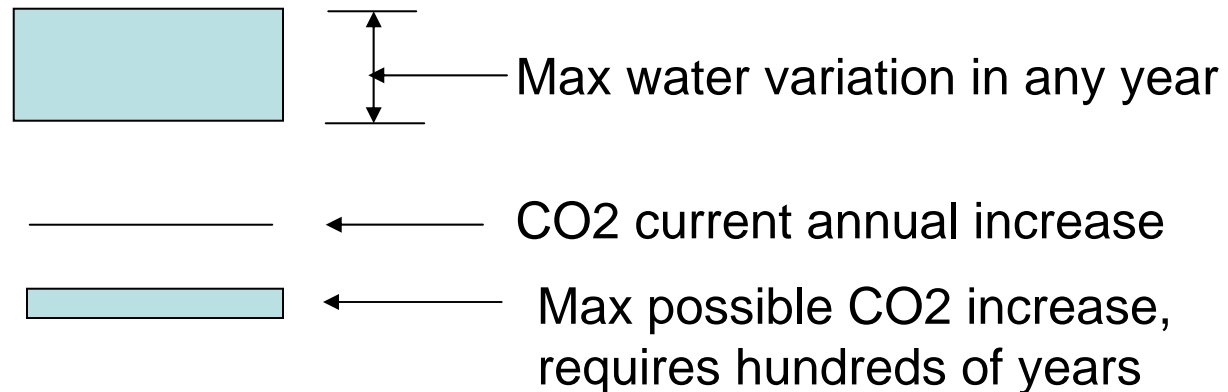 Max water variation in any year
CO2 current annual increase
Max possible CO2 increase,
requires hundreds of years